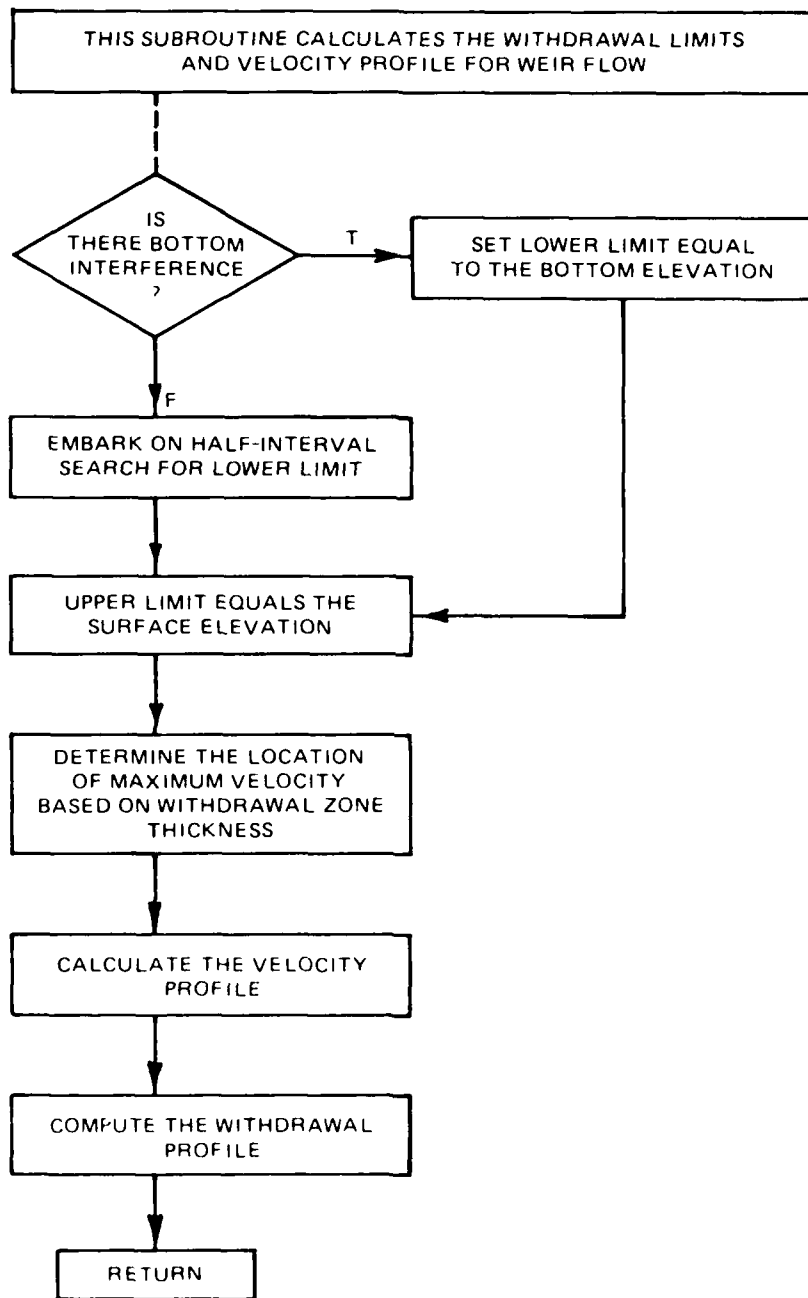 THIS SUBROUTINE CALCULATES THE WITHDRAWAL LIMITS
AND VELOCITY PROFILE FOR WEIR FLOW
IS
THERE BOTTOM
INTERFERENCE
?
T
SET LOWER LIMIT EQUAL
TO THE BOTTOM ELEVATION
F
EMBARK ON HALF-INTERVAL
SEARCH FOR LOWER LIMIT
UPPER LIMIT EQUALS THE
SURFACE ELEVATION
DETERMINE THE LOCATION
OF MAXIMUM VELOCITY
BASED ON WITHDRAWAL ZONE
THICKNESS
CALCULATE THE VELOCITY
PROFILE
COMPUTE THE WITHDRAWAL
PROFILE
RETURN